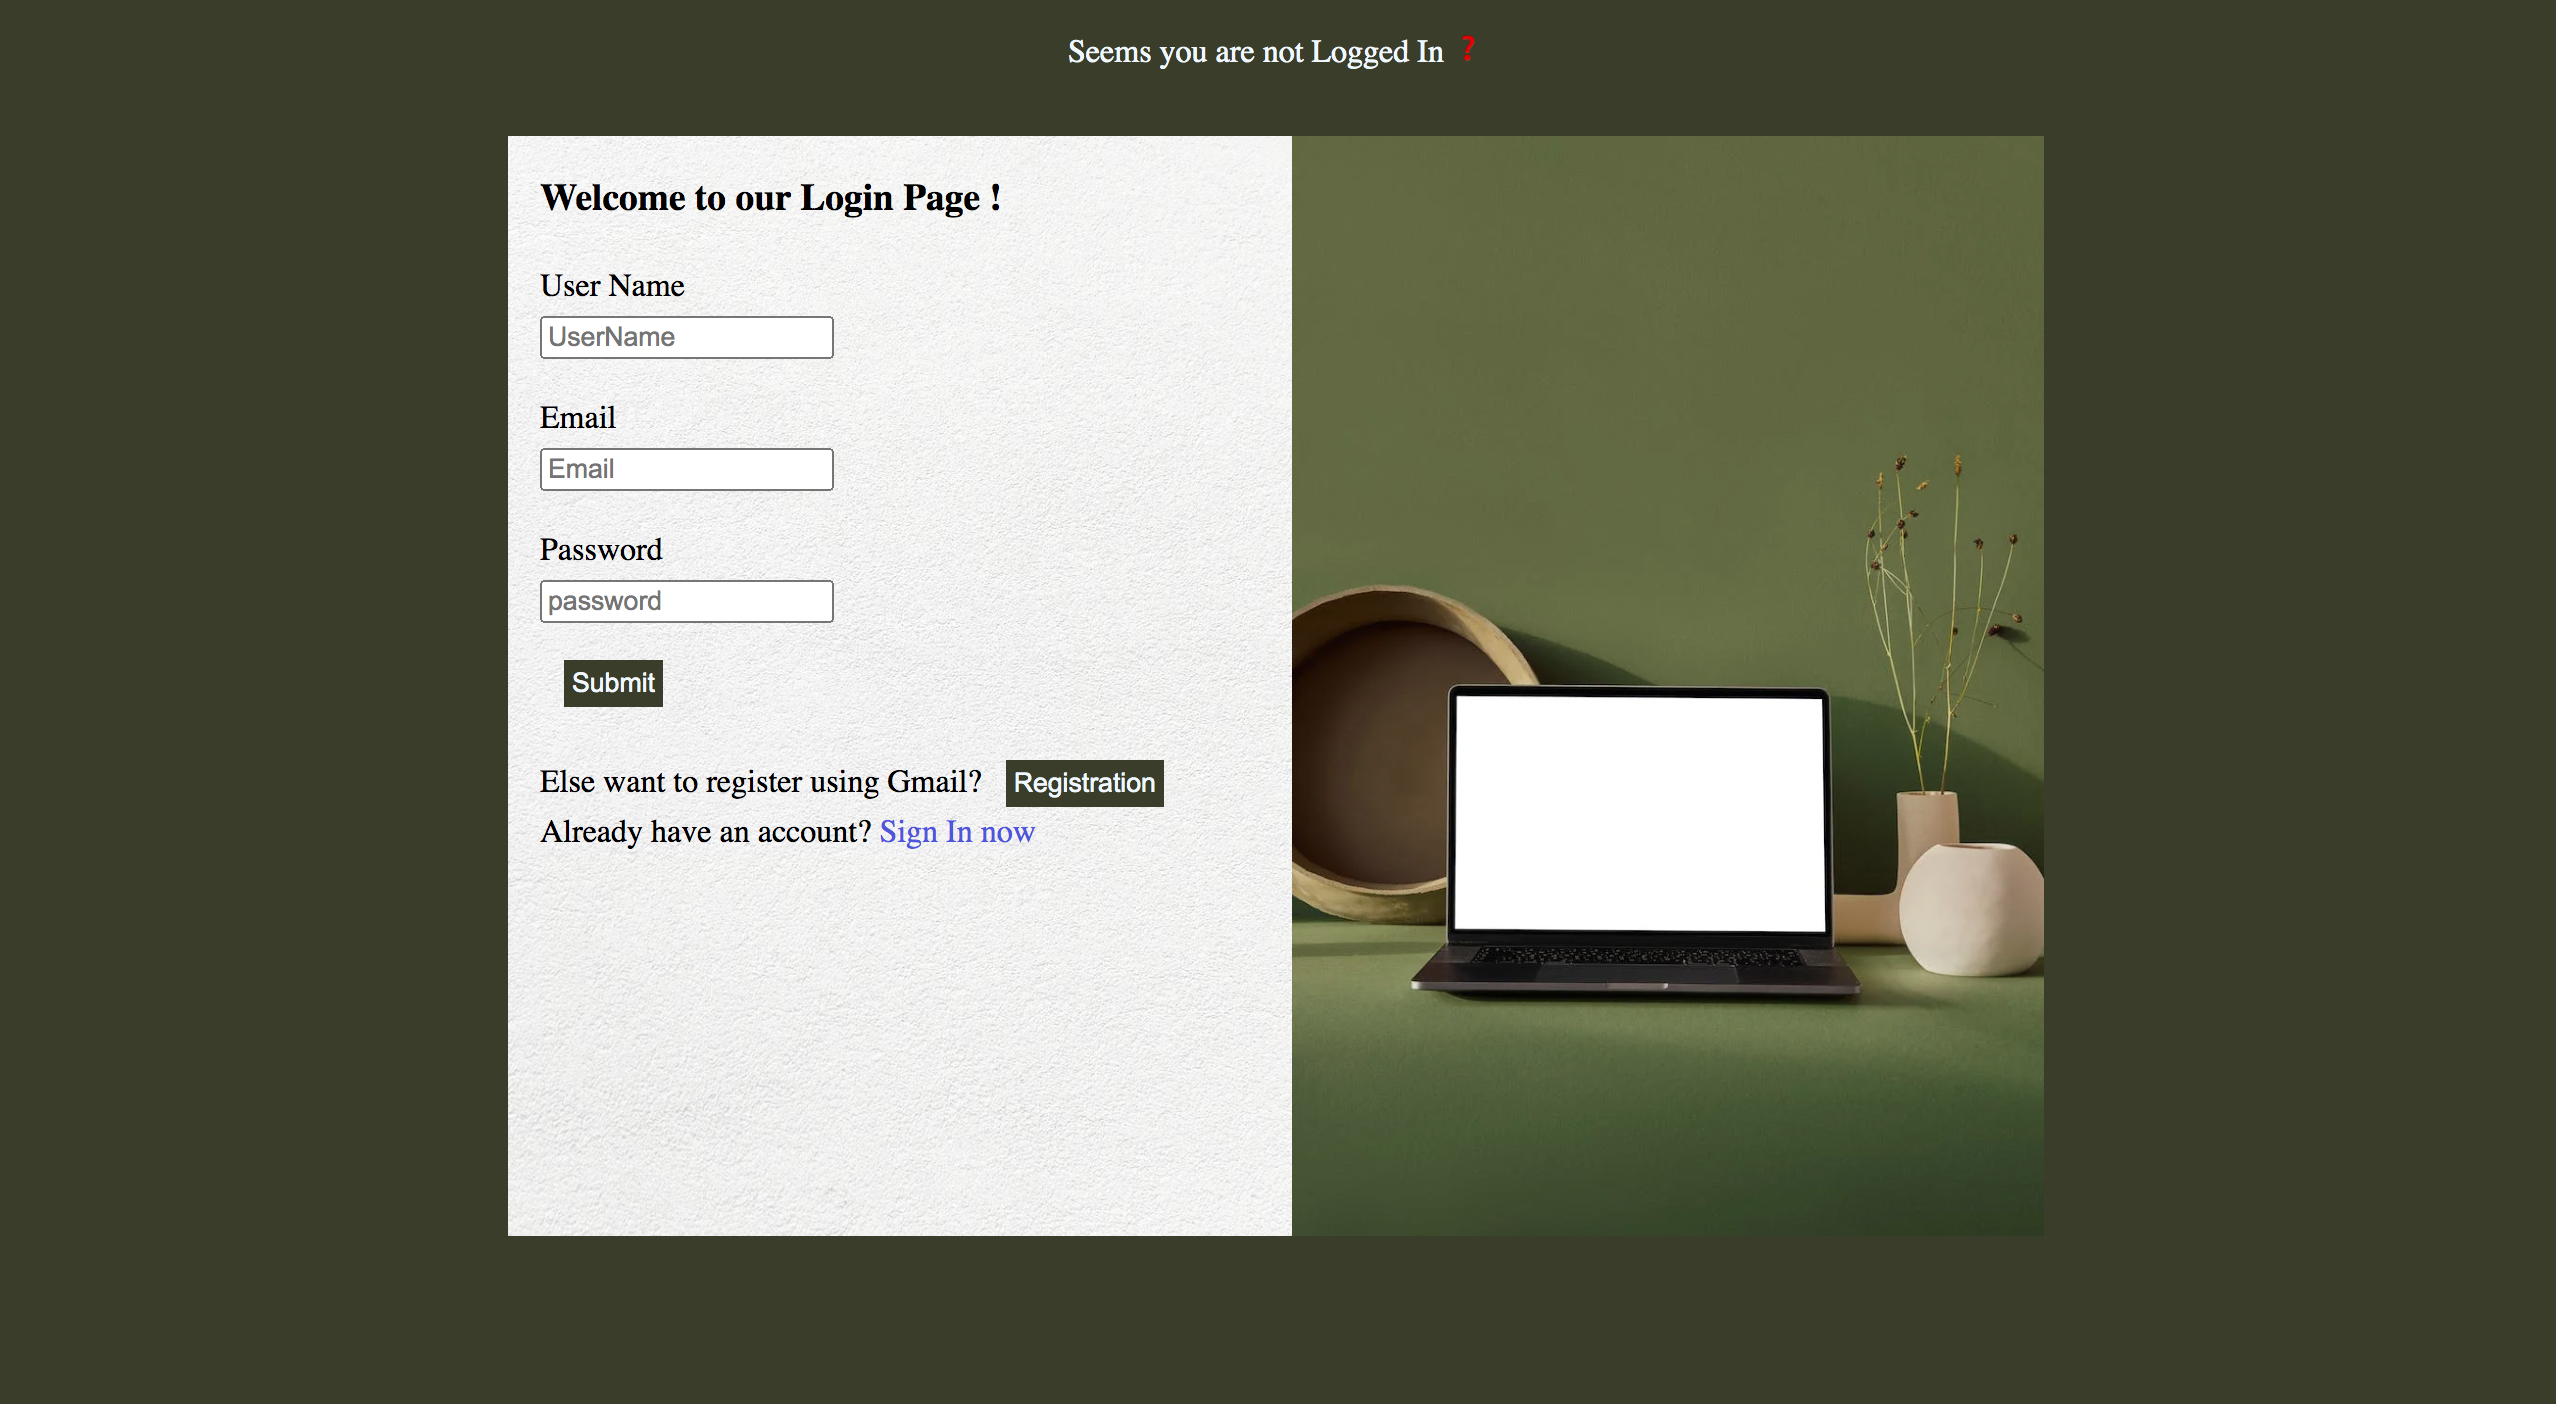 Seems you are not Logged In ❓
Welcome to our Login Page !
User Name
UserName
Email
Email
Password
password
Submit
Else want to register using Gmail? Registration
Already have an account? Sign In now